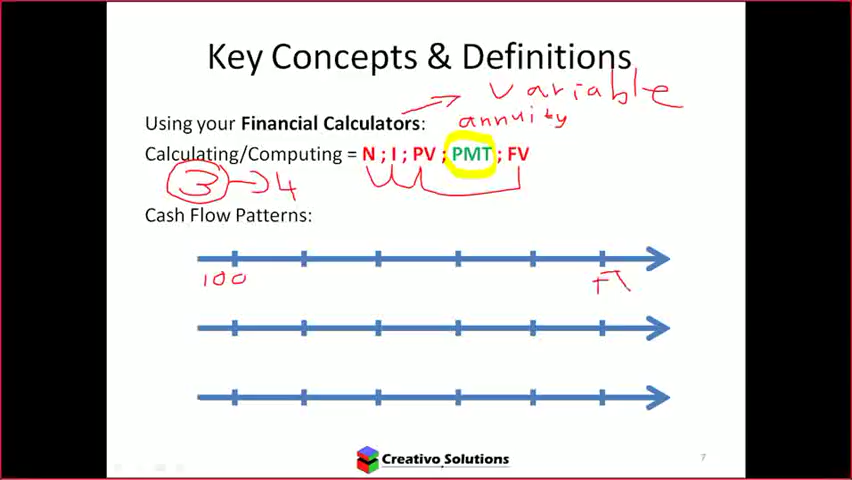 Key Concepts & Definitions
variable
Using your Financial Calculators:
annuity
Calculating/Computing = N ; I ; PV ; PMT ; FV
3 → 4
Cash Flow Patterns:
100
FV
Creativo Solutions
7